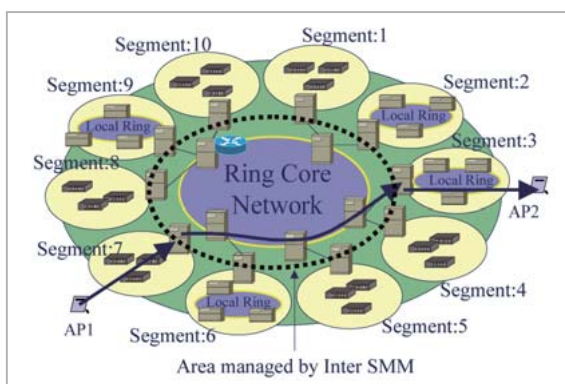 Segment:10
Segment:1
Segment:9
Segment:2
Local Ring
Local Ring
Segment:3
Segment:8
Local Ring
Ring Core
Network
AP2
Segment:7
Segment:4
AP1
Local Ring
Segment:6
Segment:5
Area managed by Inter SMM